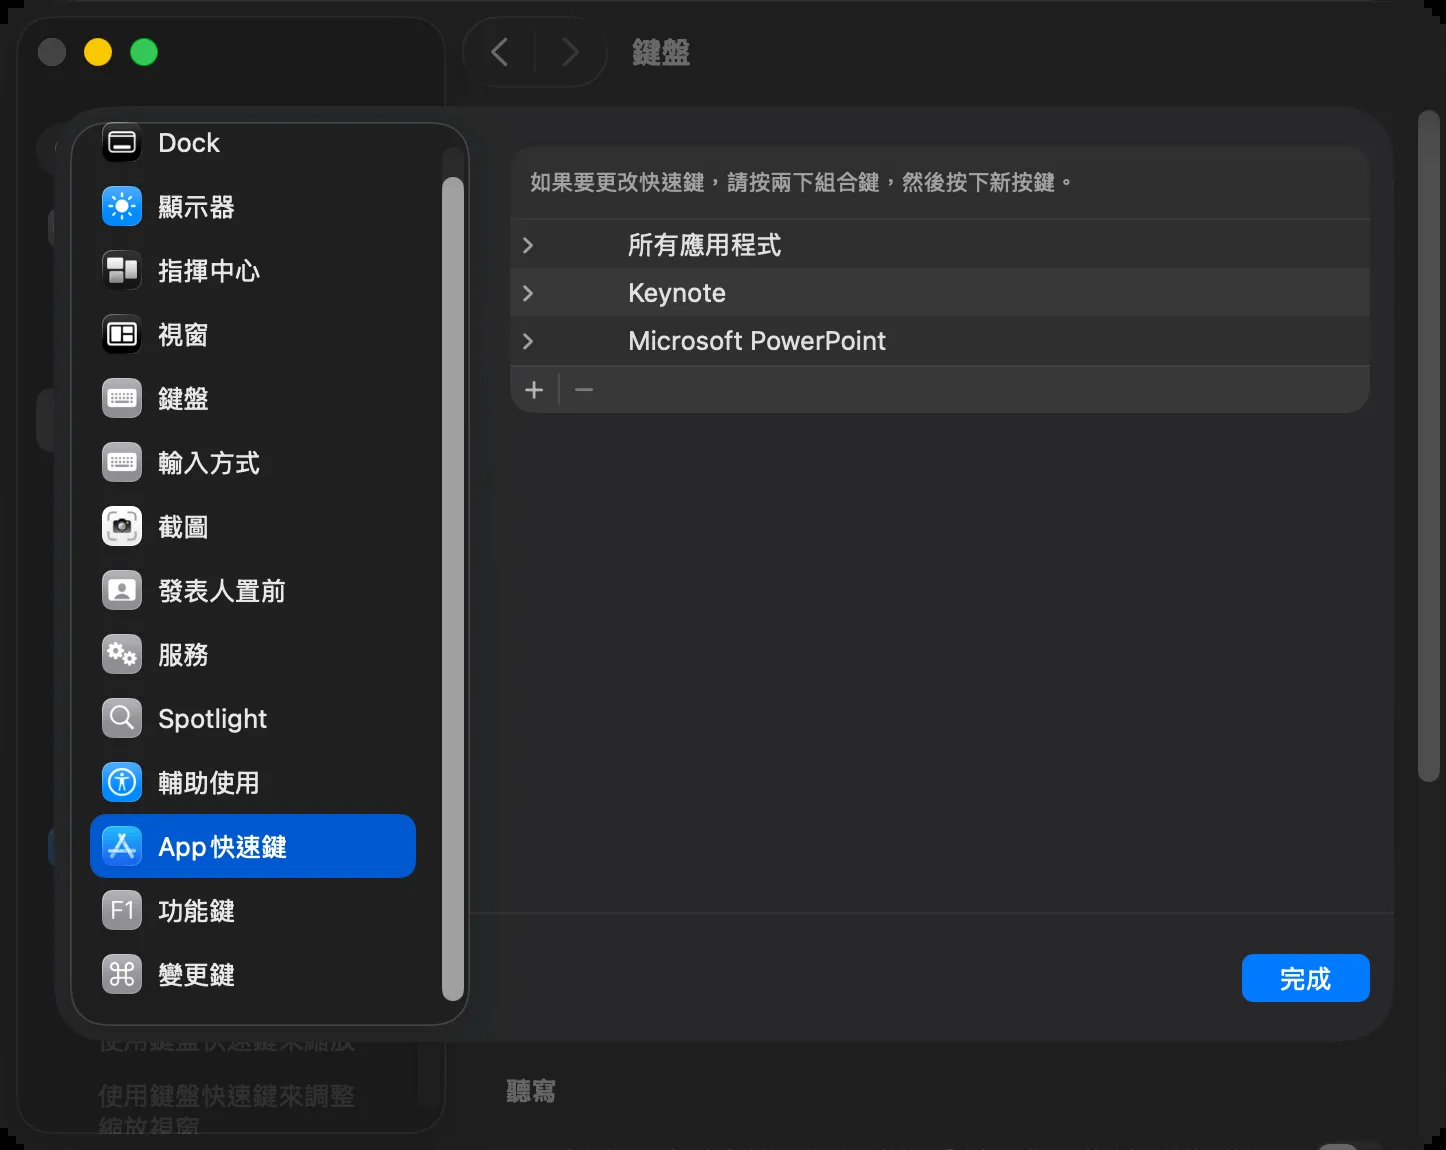 鍵盤
Dock
顯示器
指揮中心
視窗
鍵盤
輸入方式
截圖
發表人置前
服務
Spotlight
輔助使用
App 快速鍵
F1 功能鍵
變更鍵
如果要更改快速鍵，請按兩下組合鍵，然後按下新按鍵。
所有應用程式
Keynote
Microsoft PowerPoint
完成
使用鍵盤快速鍵來縮放
使用鍵盤快速鍵來調整
縮放視窗
聽寫